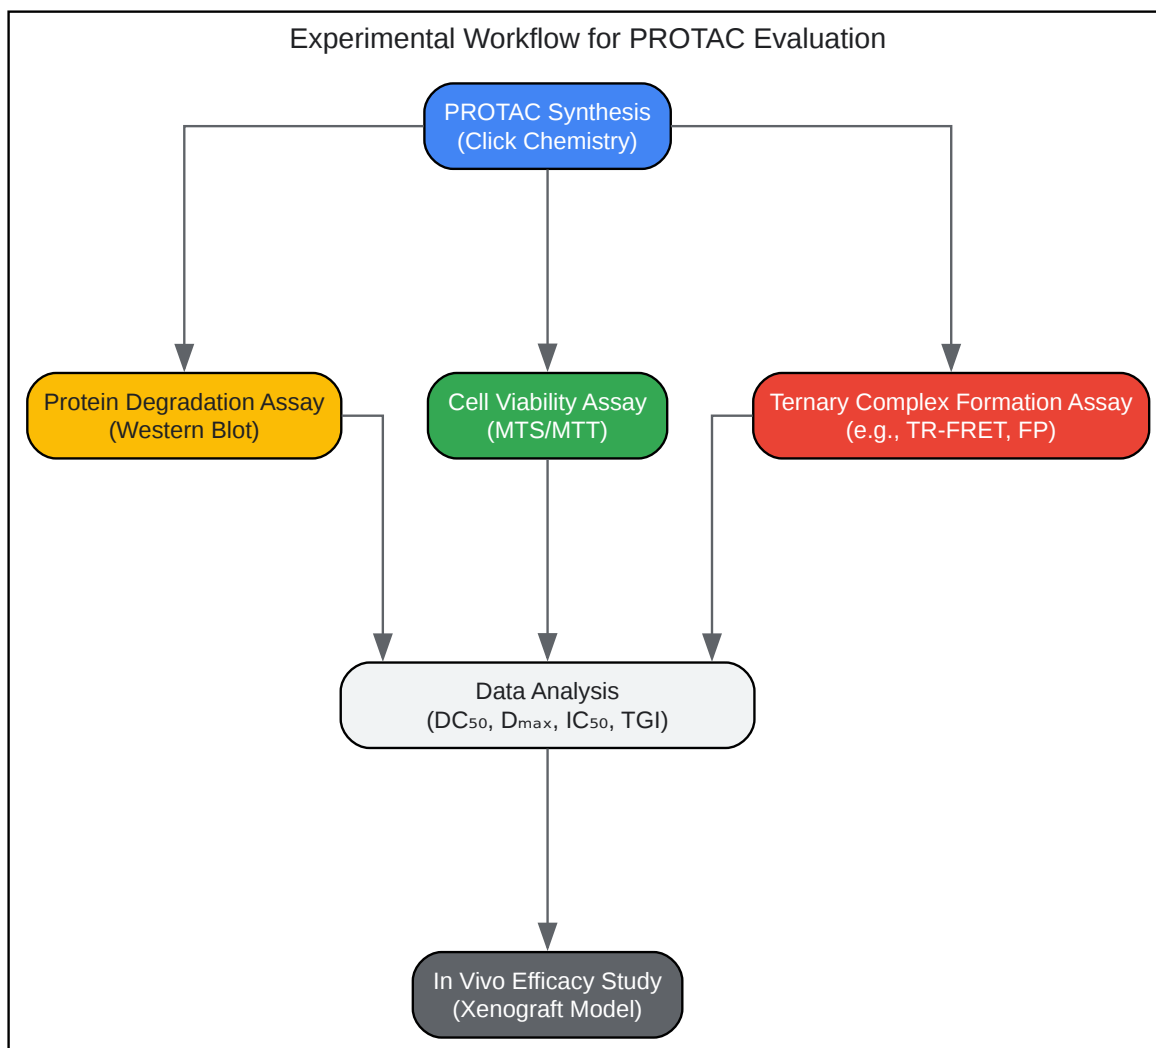 Experimental Workflow for PROTAC Evaluation
PROTAC Synthesis
(Click Chemistry)
Protein Degradation Assay
(Western Blot)
Cell Viability Assay
(MTS/MTT)
Ternary Complex Formation Assay
(e.g., TR-FRET, FP)
Data Analysis
(DC₅₀, Dₘₐₓ, IC₅₀, TGI)
In Vivo Efficacy Study
(Xenograft Model)